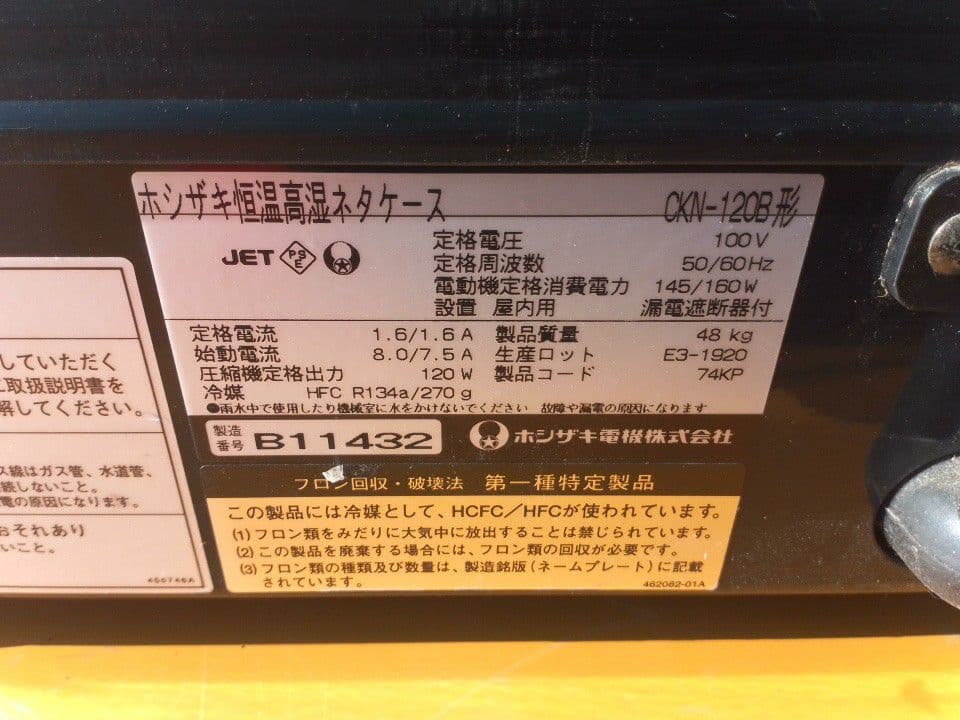 ホシザキ恒温高湿ネタケース CKN-120B形
JET PSE
定格電圧 100V
定格周波数 50/60Hz
電動機定格消費電力 145/160W
設置 屋内用 漏電遮断器付
定格電流 1.6/1.6A 製品質量 48kg
始動電流 8.0/7.5A 生産ロット E3-1920
圧縮機定格出力 120W 製品コード 74KP
冷媒 HFC R134a/270g
●雨水中で使用したり機械室に水をかけないでください 故障や漏電の原因になります
製造番号 B11432 ホシザキ電機株式会社
フロン回収・破壊法 第一種特定製品
この製品には冷媒として、HCFC/HFCが使われています。
(1)フロン類をみだりに大気中に放出することは禁じられています。
(2)この製品を廃棄する場合には、フロン類の回収が必要です。
(3)フロン類の種類及び数量は、製造銘版(ネームプレート)に記載
されています。
462082-01A
していただく
取扱説明書を
解してください。
ス線はガス管、水道管、
続しないこと。
電の原因になります。
おそれあり
いこと。